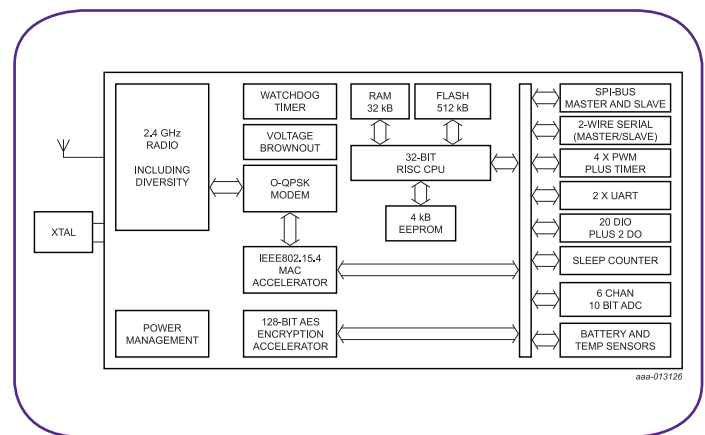 2.4 GHz
RADIO
INCLUDING
DIVERSITY
XTAL
POWER
MANAGEMENT
WATCHDOG
TIMER
VOLTAGE
BROWNOUT
O-QPSK
MODEM
IEEE802.15.4
MAC
ACCELERATOR
128-BIT AES
ENCRYPTION
ACCELERATOR
RAM
32 kB
FLASH
512 kB
32-BIT
RISC CPU
4 kB
EEPROM
SPI-BUS
MASTER AND SLAVE
2-WIRE SERIAL
(MASTER/SLAVE)
4 X PWM
PLUS TIMER
2 X UART
20 DIO
PLUS 2 DO
SLEEP COUNTER
6 CHAN
10 BIT ADC
BATTERY AND
TEMP SENSORS
aaa-013126